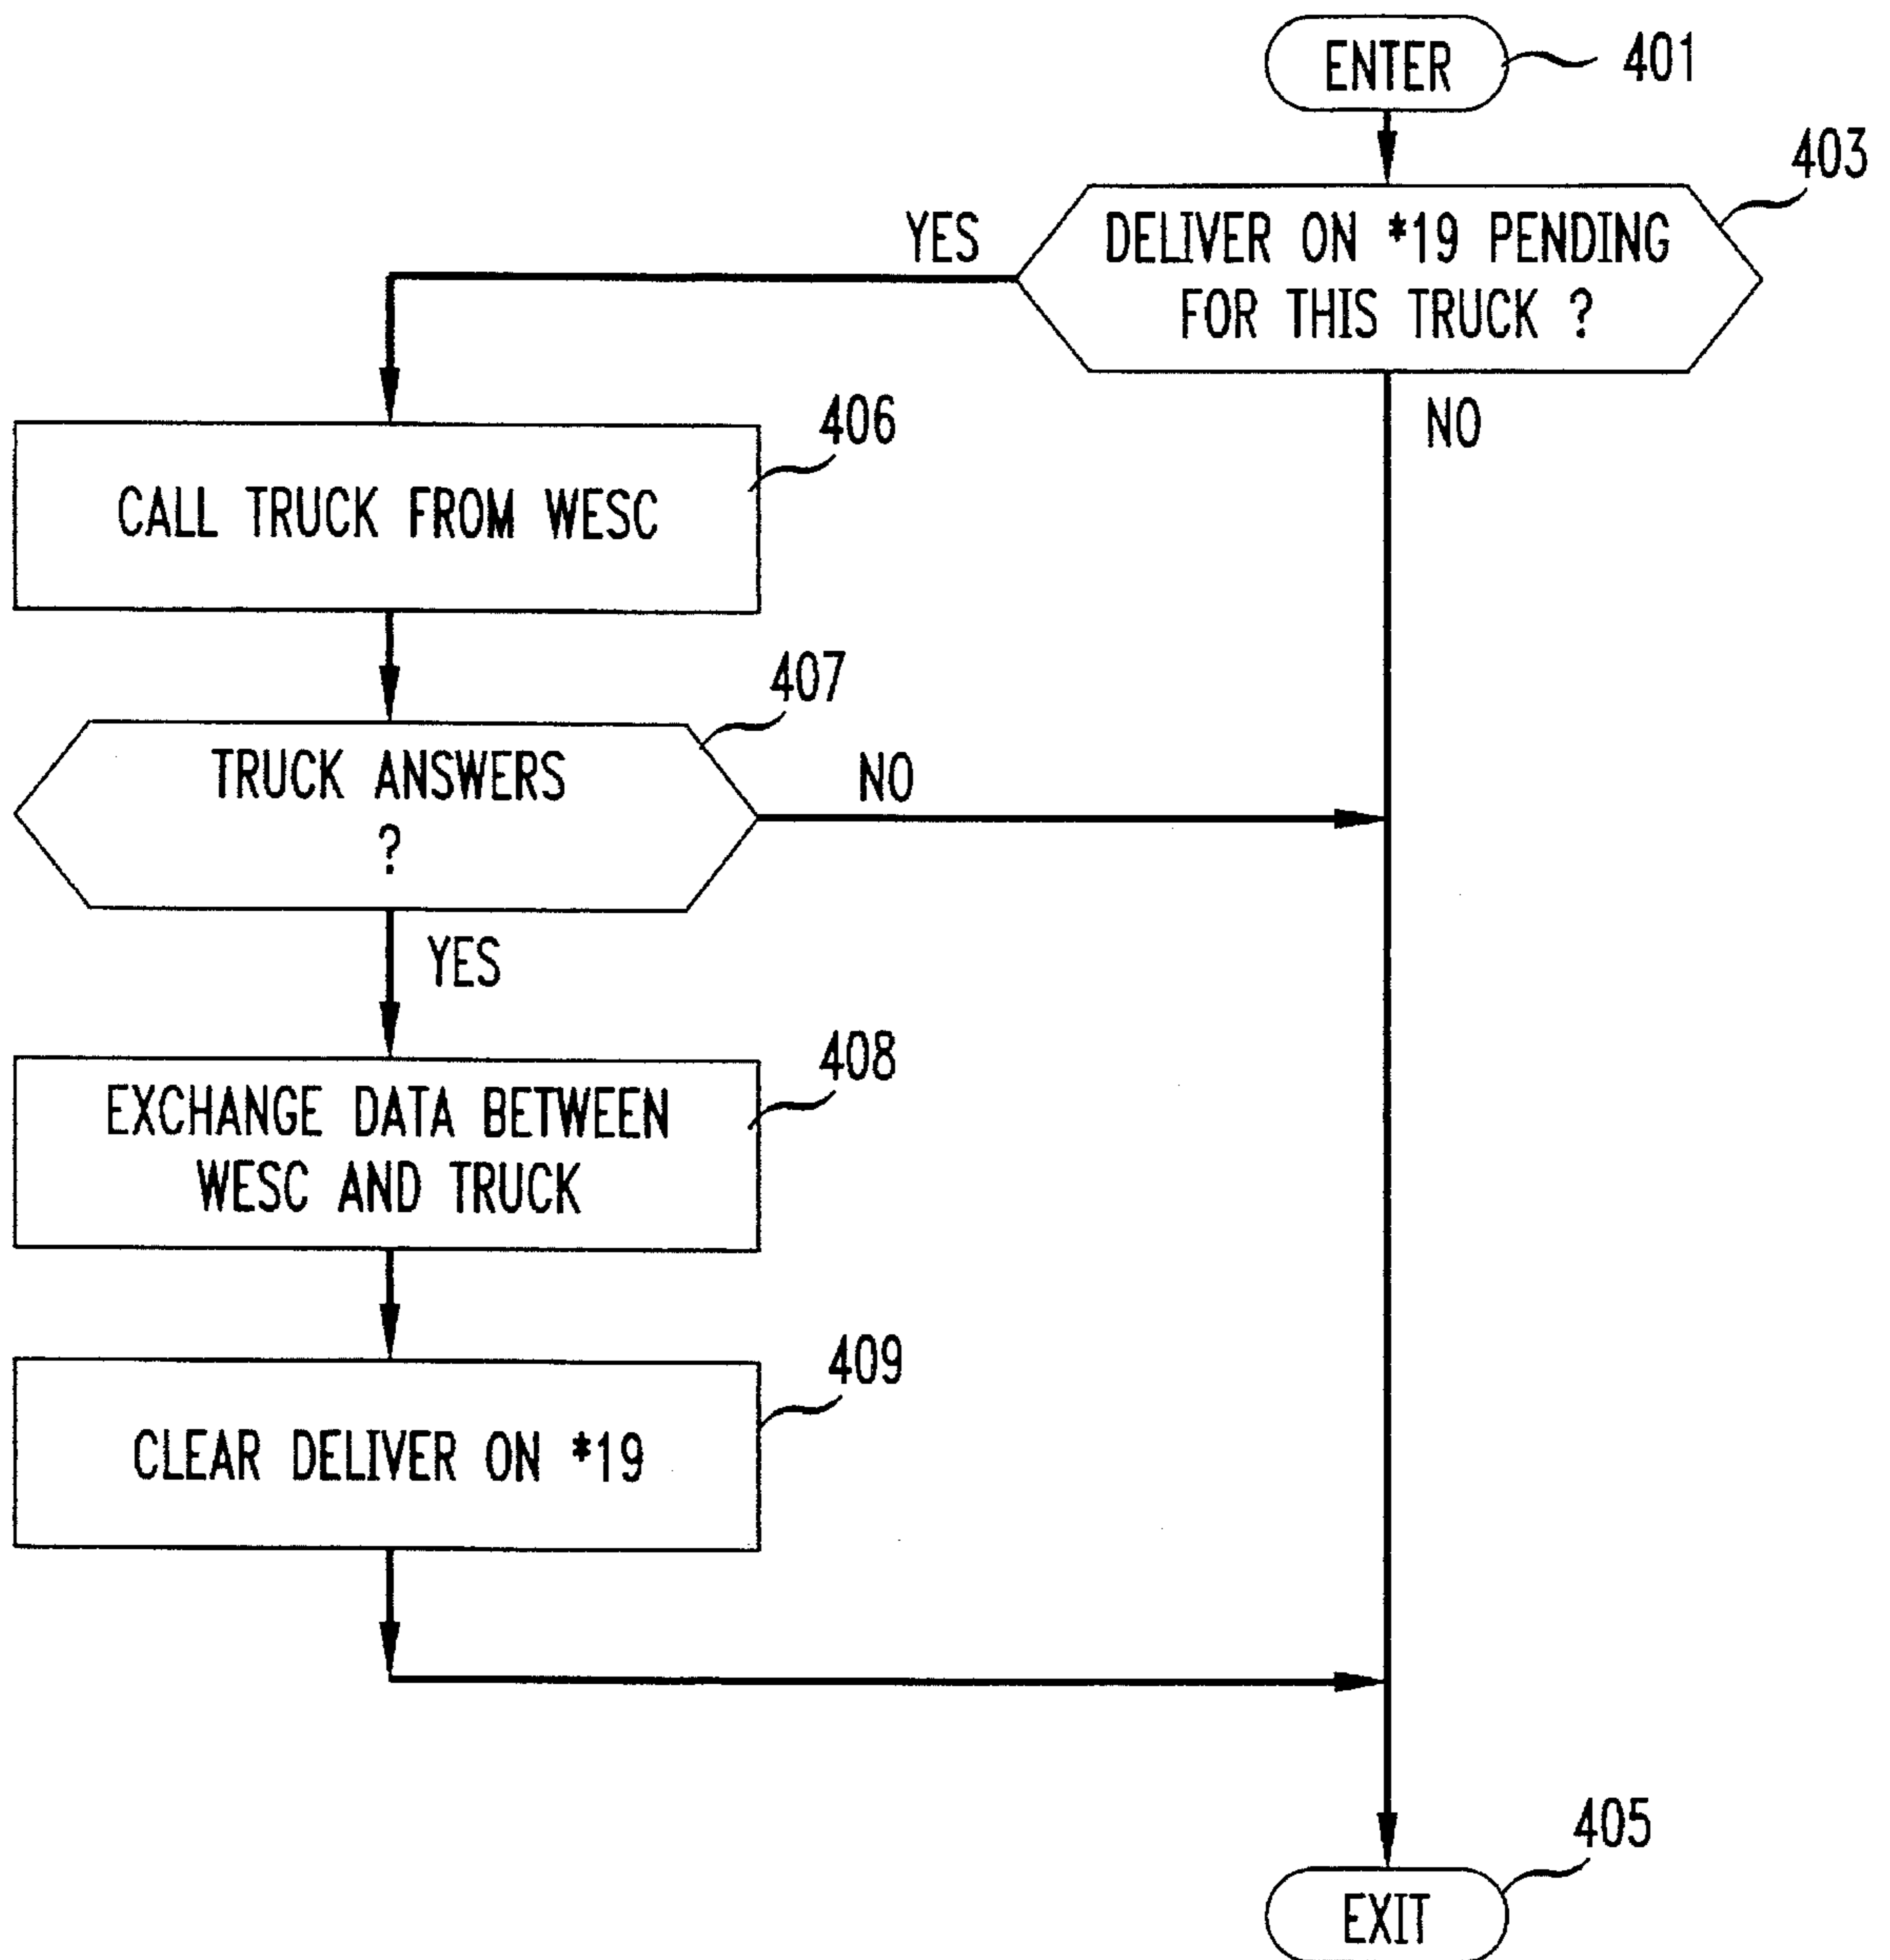 ENTER
401
403
DELIVER ON *19 PENDING
FOR THIS TRUCK ?
YES
NO
406
CALL TRUCK FROM WESC
407
TRUCK ANSWERS
?
NO
YES
408
EXCHANGE DATA BETWEEN
WESC AND TRUCK
409
CLEAR DELIVER ON *19
405
EXIT